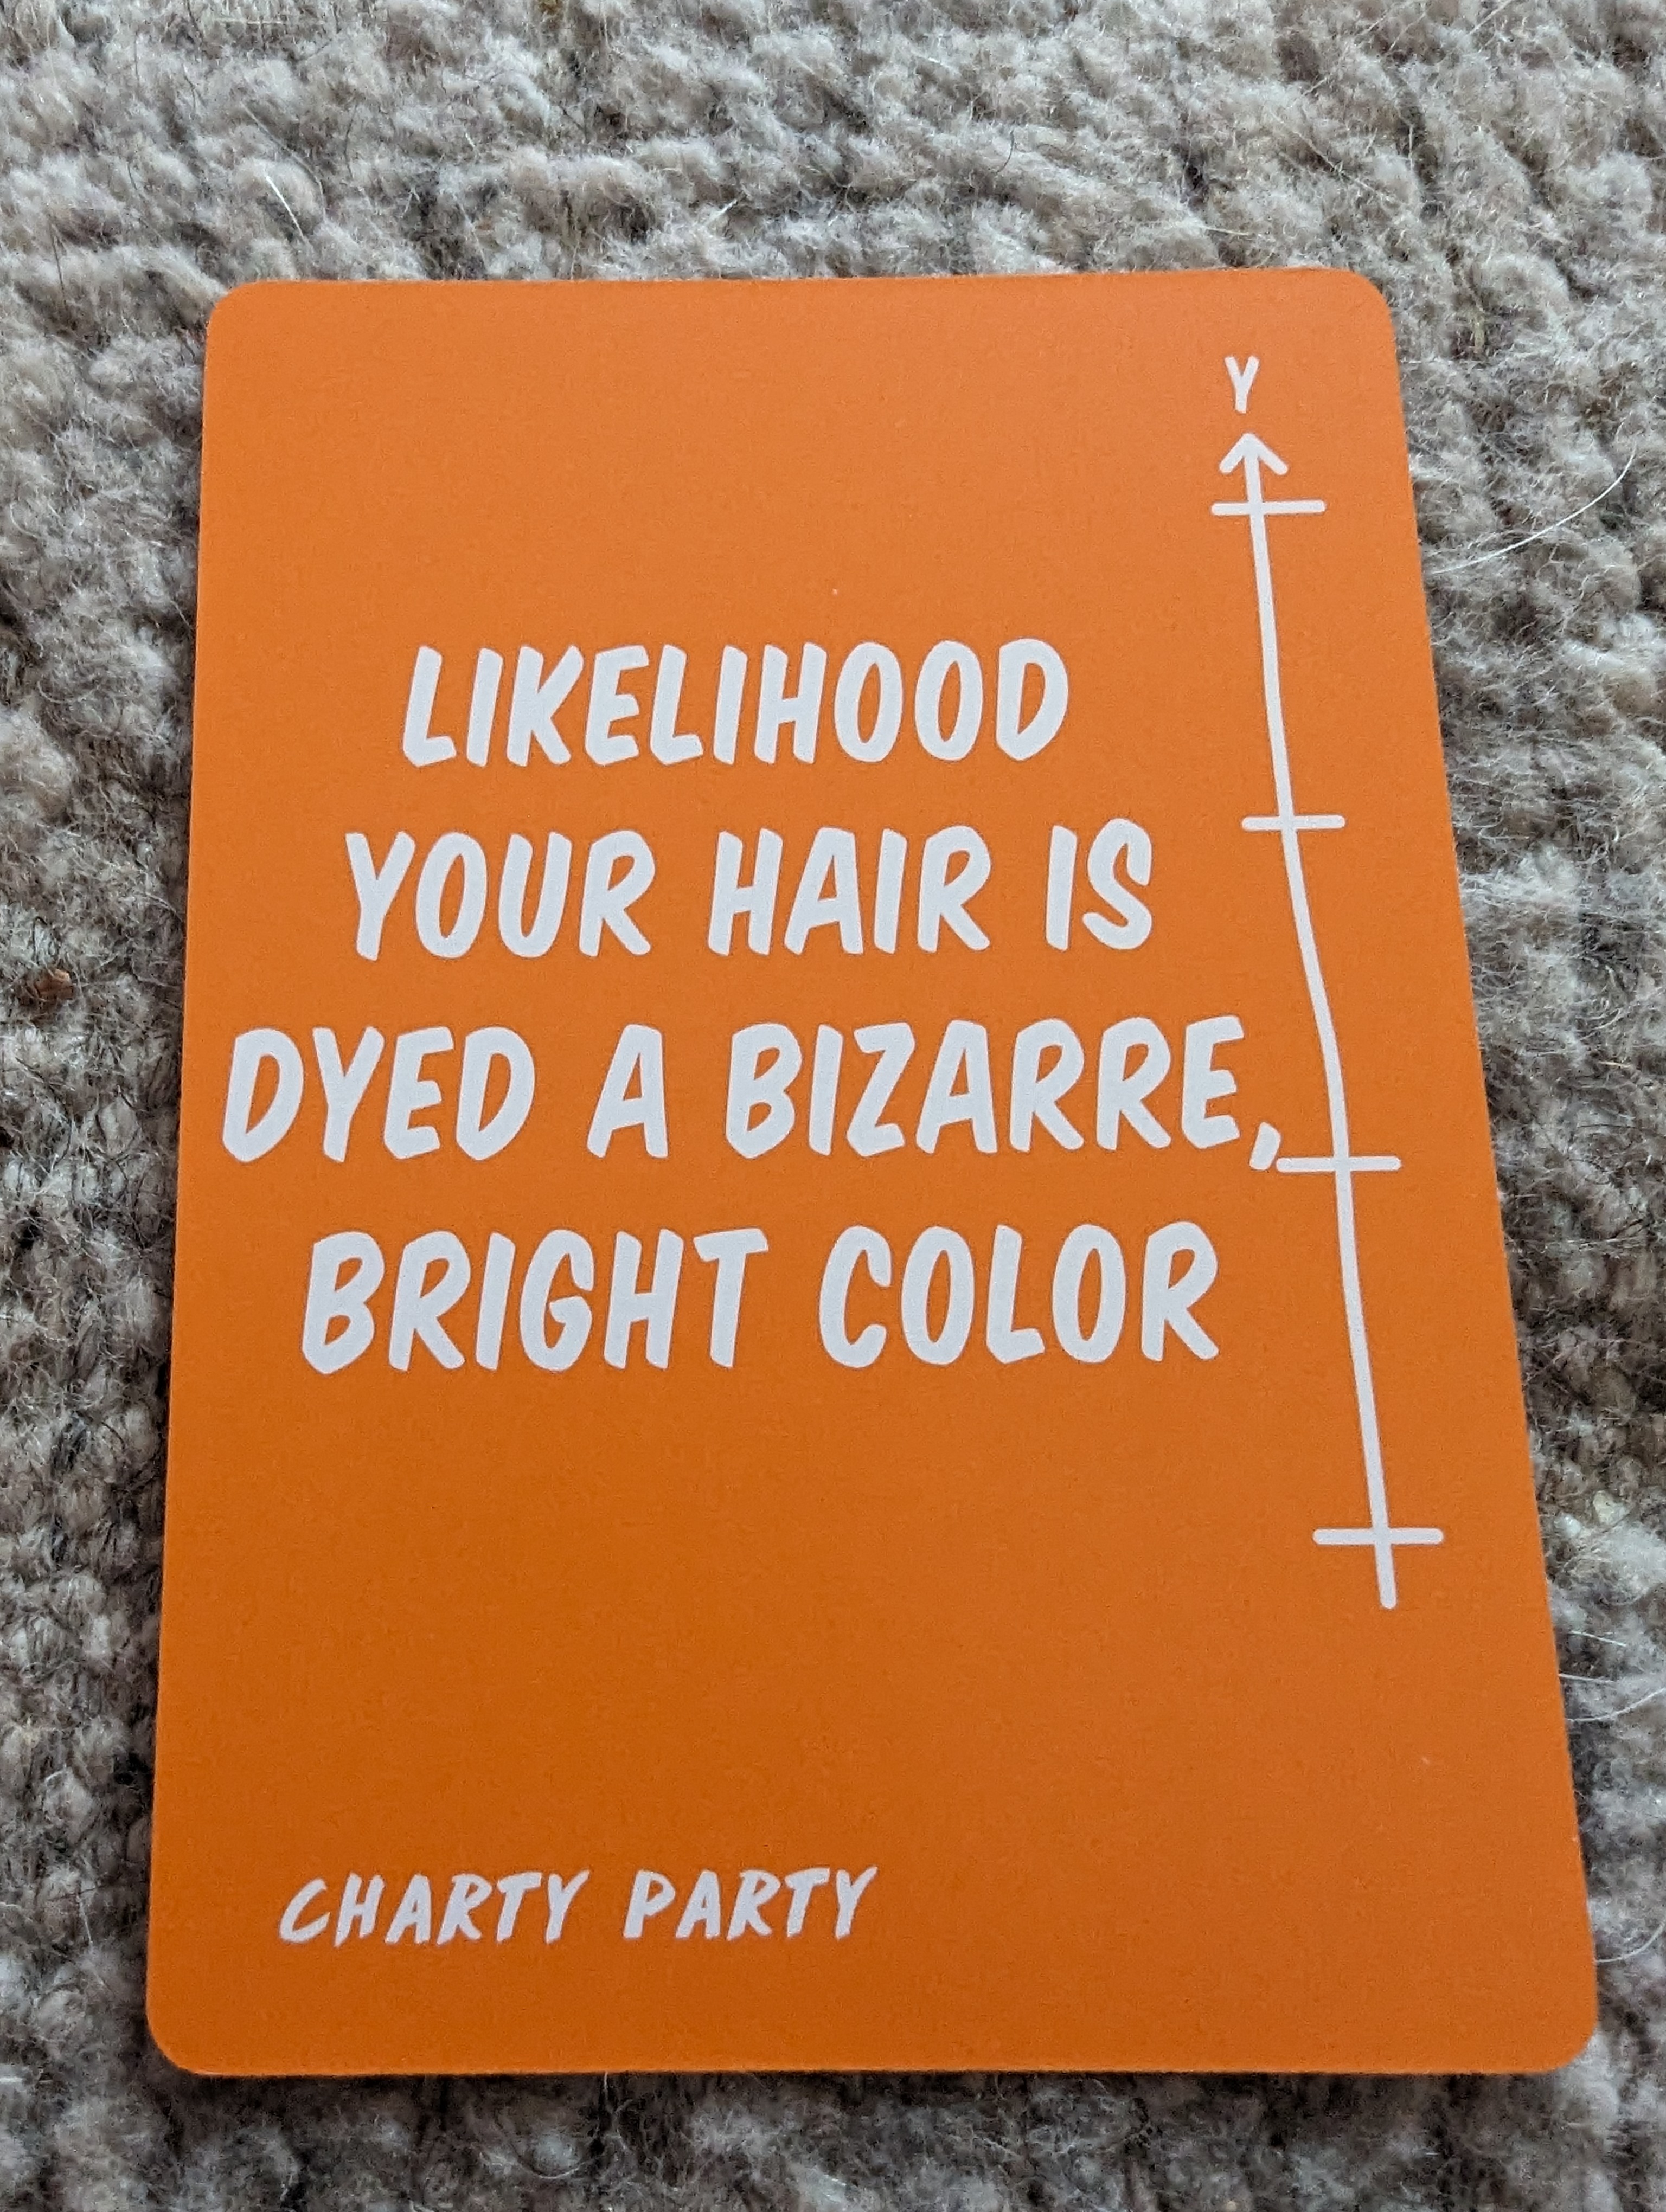 Y
LIKELIHOOD
YOUR HAIR IS
DYED A BIZARRE,
BRIGHT COLOR
CHARTY PARTY